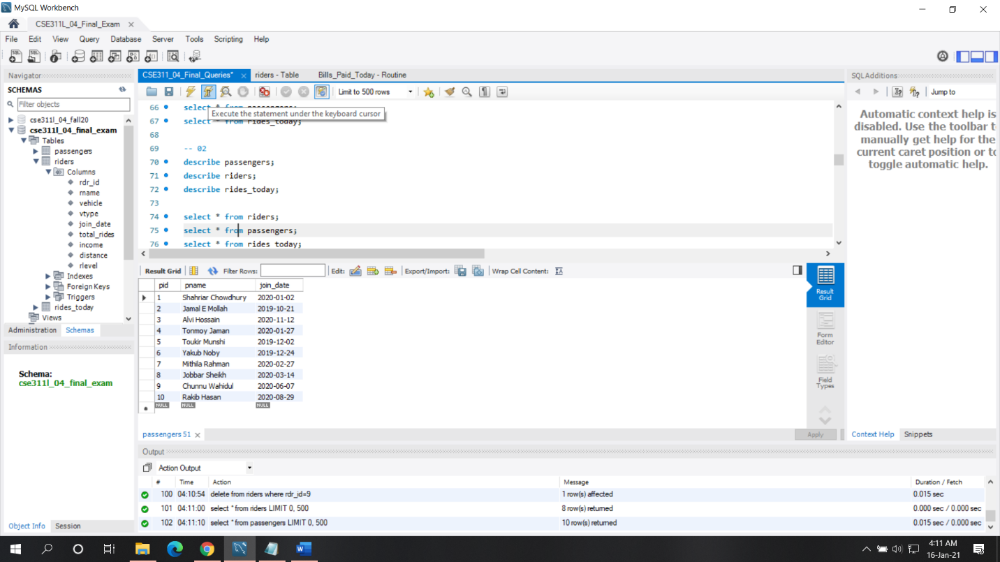 MySQL Workbench
CSE311L_04_Final_Exam
File Edit View Query Database Server Tools Scripting Help
Navigator
SCHEMAS
Filter objects
cse311l_04_fall20
cse311l_04_final_exam
Tables
passengers
riders
Columns
rdr_id
rname
vehicle
vtype
join_date
total_rides
income
distance
rlevel
Indexes
Foreign Keys
Triggers
rides_today
Views
Administration Schemas
Information
Schema:
cse311l_04_final_exam
Object Info Session
CSE311_04_Final_Queries* riders - Table Bills_Paid_Today - Routine
Limit to 500 rows
66 select * from passengers;
Execute the statement under the keyboard cursor
67 select * from rides_today;
68
69 -- 02
70 describe passengers;
71 describe riders;
72 describe rides_today;
73
74 select * from riders;
75 select * from passengers;
76 select * from rides_today;
Result Grid Filter Rows: Edit: Export/Import: Wrap Cell Content:
pid pname join_date
1 Shahriar Chowdhury 2020-01-02
2 Jamal E Mollah 2019-10-21
3 Alvi Hossain 2020-11-12
4 Tonmoy Jaman 2020-01-27
5 Toukir Munshi 2019-12-02
6 Yakub Noby 2019-12-24
7 Mithila Rahman 2020-02-27
8 Jobbar Sheikh 2020-03-14
9 Chunnu Wahidul 2020-06-07
10 Rakib Hasan 2020-08-29
NULL NULL NULL
Result
Grid
Form
Editor
Field
Types
passengers 51 Apply
SQLAdditions
Jump to
Automatic context help is
disabled. Use the toolbar t
manually get help for the
current caret position or to
toggle automatic help.
Context Help Snippets
Output
Action Output
# Time Action Message Duration / Fetch
100 04:10:54 delete from riders where rdr_id=9 1 row(s) affected 0.015 sec
101 04:11:00 select * from riders LIMIT 0, 500 8 row(s) returned 0.000 sec / 0.000 sec
102 04:11:10 select * from passengers LIMIT 0, 500 10 row(s) returned 0.015 sec / 0.000 sec
4:11 AM
16-Jan-21